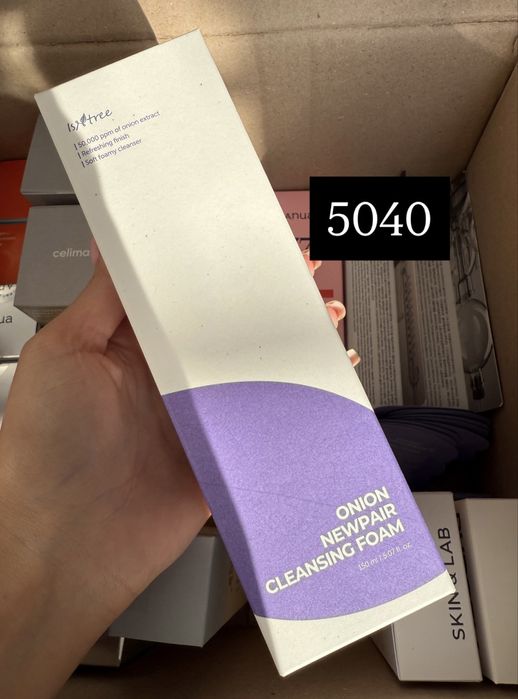 Isntree
50,000 ppm of onion extract
Refreshing finish
Soft foamy cleanser
5040
celima
ua
ONION
NEWPAIR
CLEANSING FOAM
150 ml / 5.07 fl. oz.
SKIN & LAB